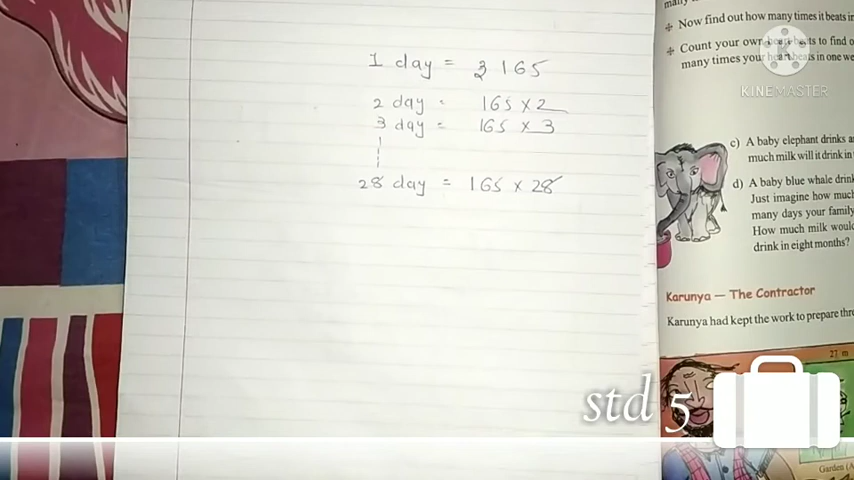 1 day = 165
2 day = 165 × 2
3 day = 165 × 3
28 day = 165 × 28
many
Now find out how many times it beats in
Count your own heart-beats to find o
many times your heart beats in one we
KINEMASTER
c) A baby elephant drinks a
much milk will it drink in
d) A baby blue whale drink
Just imagine how much
many days your family
How much milk would
drink in eight months?
Karunya — The Contractor
Karunya had kept the work to prepare thr
27 m
std 5
Garden (A